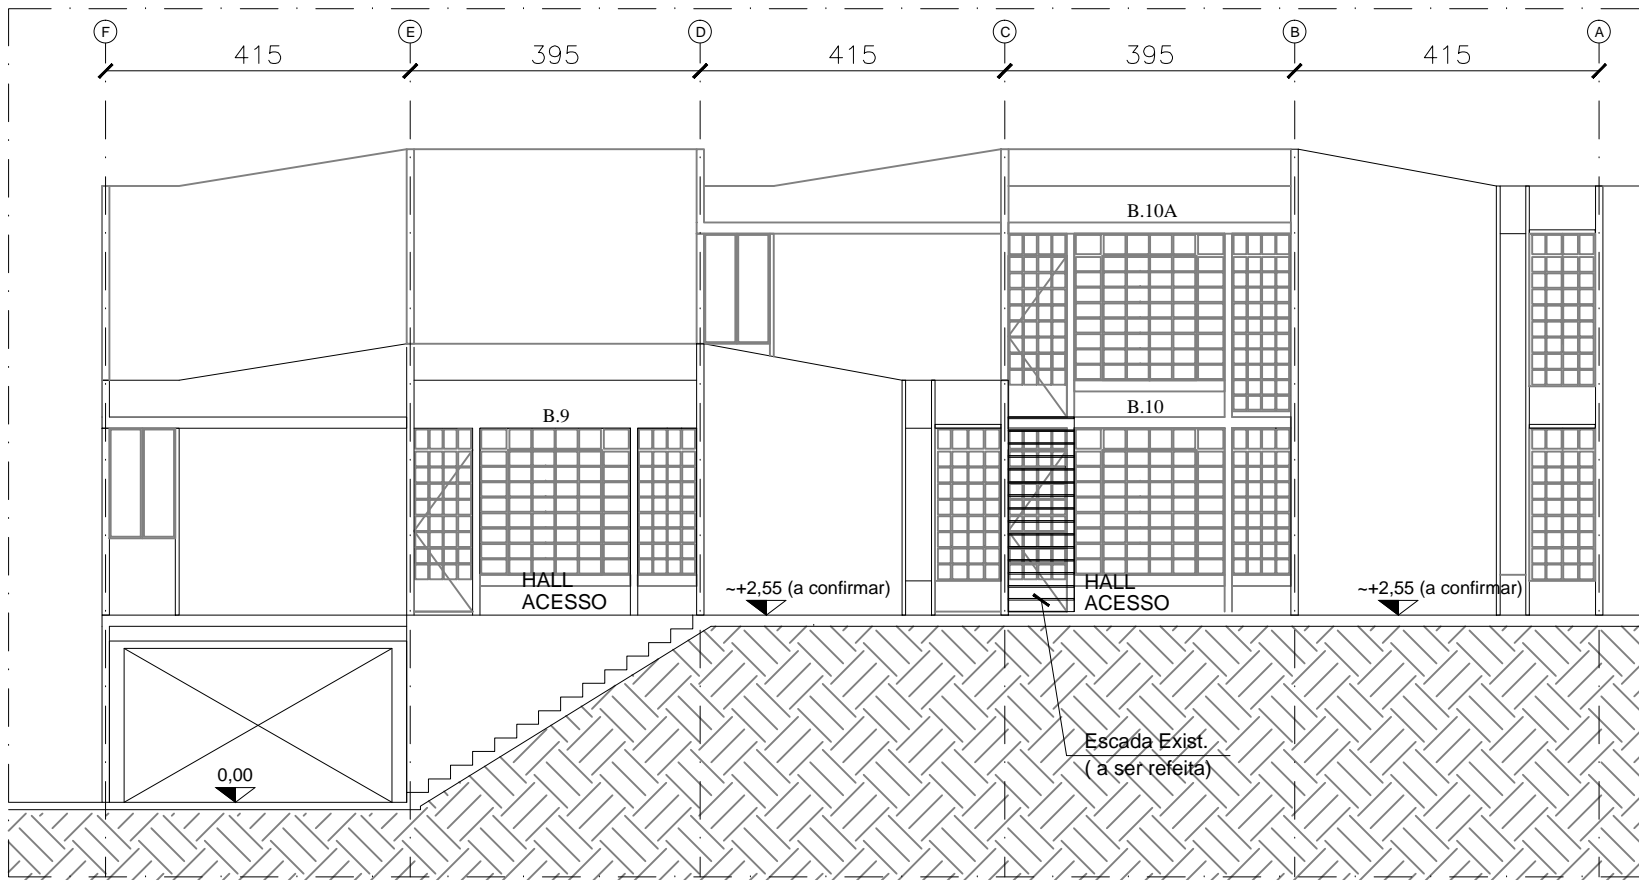 F E D C B A
415 395 415 395 415
B.10A
B.10
B.9
HALL
ACESSO
~+2,55 (a confirmar)
HALL
ACESSO
~+2,55 (a confirmar)
Escada Exist.
( a ser refeita)
0,00